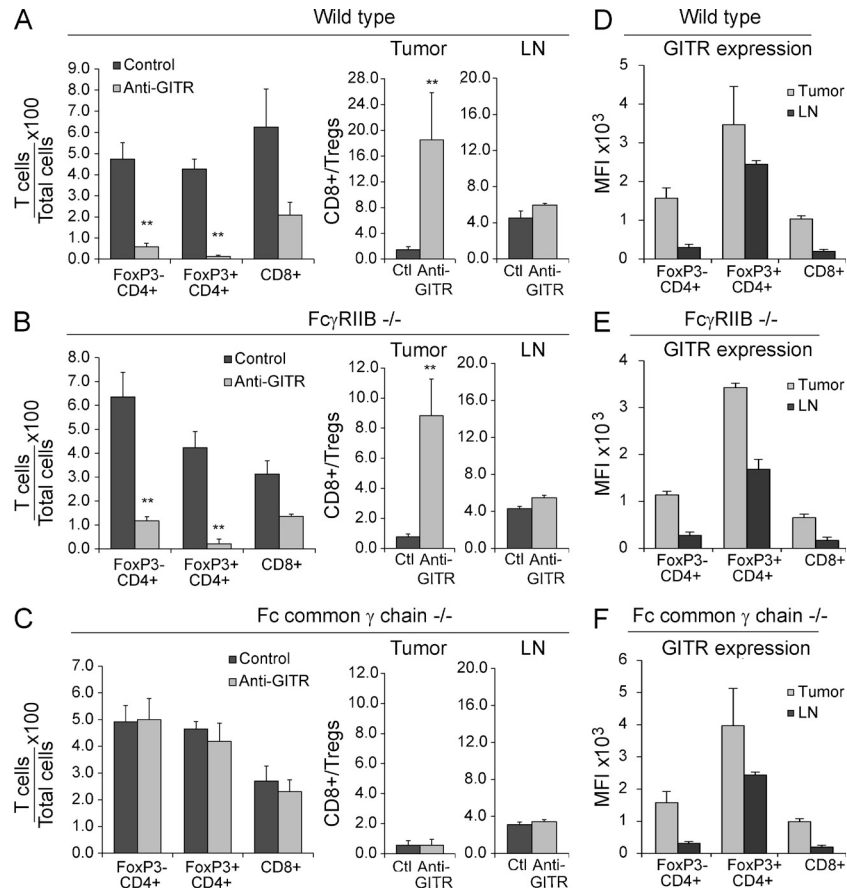 A
Wild type
Control
Anti-GITR
T cells x100
Total cells
9.0
8.0
7.0
6.0
5.0
4.0
3.0
2.0
1.0
0.0
**
**
FoxP3-
CD4+
FoxP3+
CD4+
CD8+
Tumor
CD8+/Tregs
28.0
24.0
20.0
16.0
12.0
8.0
4.0
0.0
**
Ctl Anti-
GITR
LN
20.0
16.0
12.0
8.0
4.0
0.0
Ctl Anti-
GITR
D
Wild type
GITR expression
MFI x10³
5
4
3
2
1
0
Tumor
LN
FoxP3-
CD4+
FoxP3+
CD4+
CD8+
B
FcγRIIB -/-
Control
Anti-GITR
T cells x100
Total cells
8.0
7.0
6.0
5.0
4.0
3.0
2.0
1.0
0.0
**
**
FoxP3-
CD4+
FoxP3+
CD4+
CD8+
Tumor
CD8+/Tregs
12.0
10.0
8.0
6.0
4.0
2.0
0.0
**
Ctl Anti-
GITR
LN
20.0
16.0
12.0
8.0
4.0
0.0
Ctl Anti-
GITR
E
FcγRIIB -/-
GITR expression
MFI x10³
4
3
2
1
0
Tumor
LN
FoxP3-
CD4+
FoxP3+
CD4+
CD8+
C
Fc common γ chain -/-
Control
Anti-GITR
T cells x100
Total cells
7.0
6.0
5.0
4.0
3.0
2.0
1.0
0.0
FoxP3-
CD4+
FoxP3+
CD4+
CD8+
Tumor
CD8+/Tregs
12.0
10.0
8.0
6.0
4.0
2.0
0.0
Ctl Anti-
GITR
LN
20.0
16.0
12.0
8.0
4.0
0.0
Ctl Anti-
GITR
F
Fc common γ chain -/-
GITR expression
MFI x10³
6
5
4
3
2
1
0
Tumor
LN
FoxP3-
CD4+
FoxP3+
CD4+
CD8+